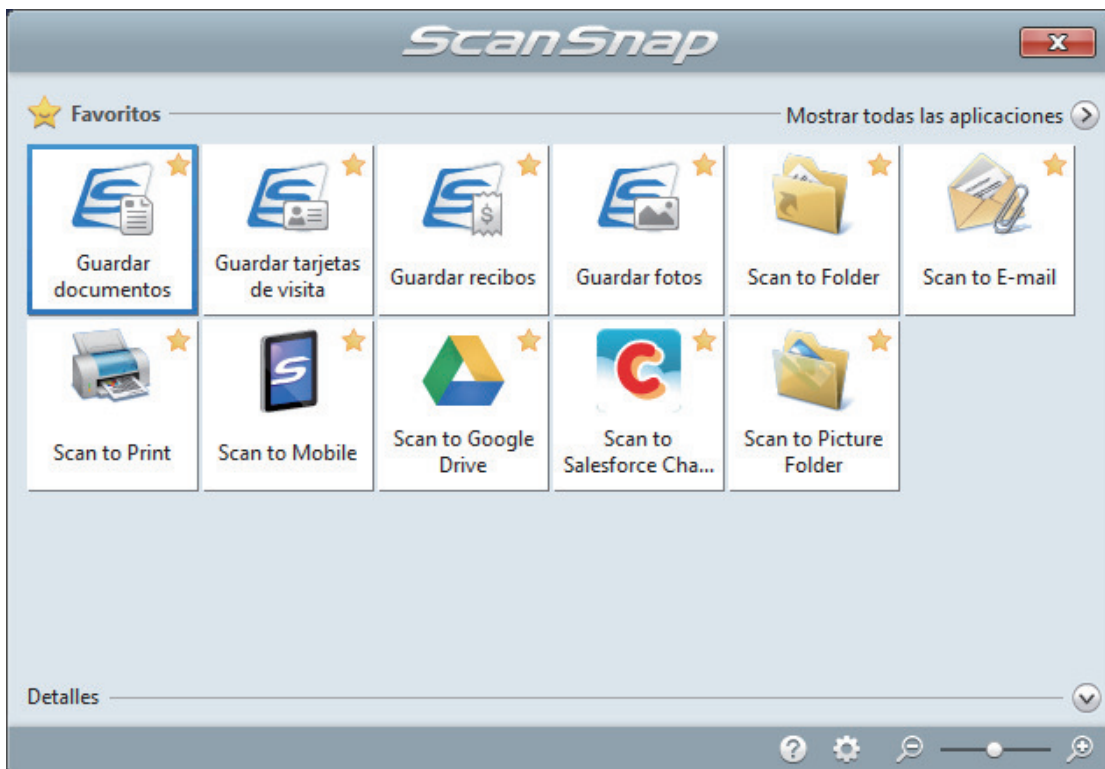 ScanSnap
Favoritos
Mostrar todas las aplicaciones
Guardar
documentos
Guardar tarjetas
de visita
Guardar recibos
Guardar fotos
Scan to Folder
Scan to E-mail
Scan to Print
Scan to Mobile
Scan to Google
Drive
Scan to
Salesforce Cha...
Scan to Picture
Folder
Detalles